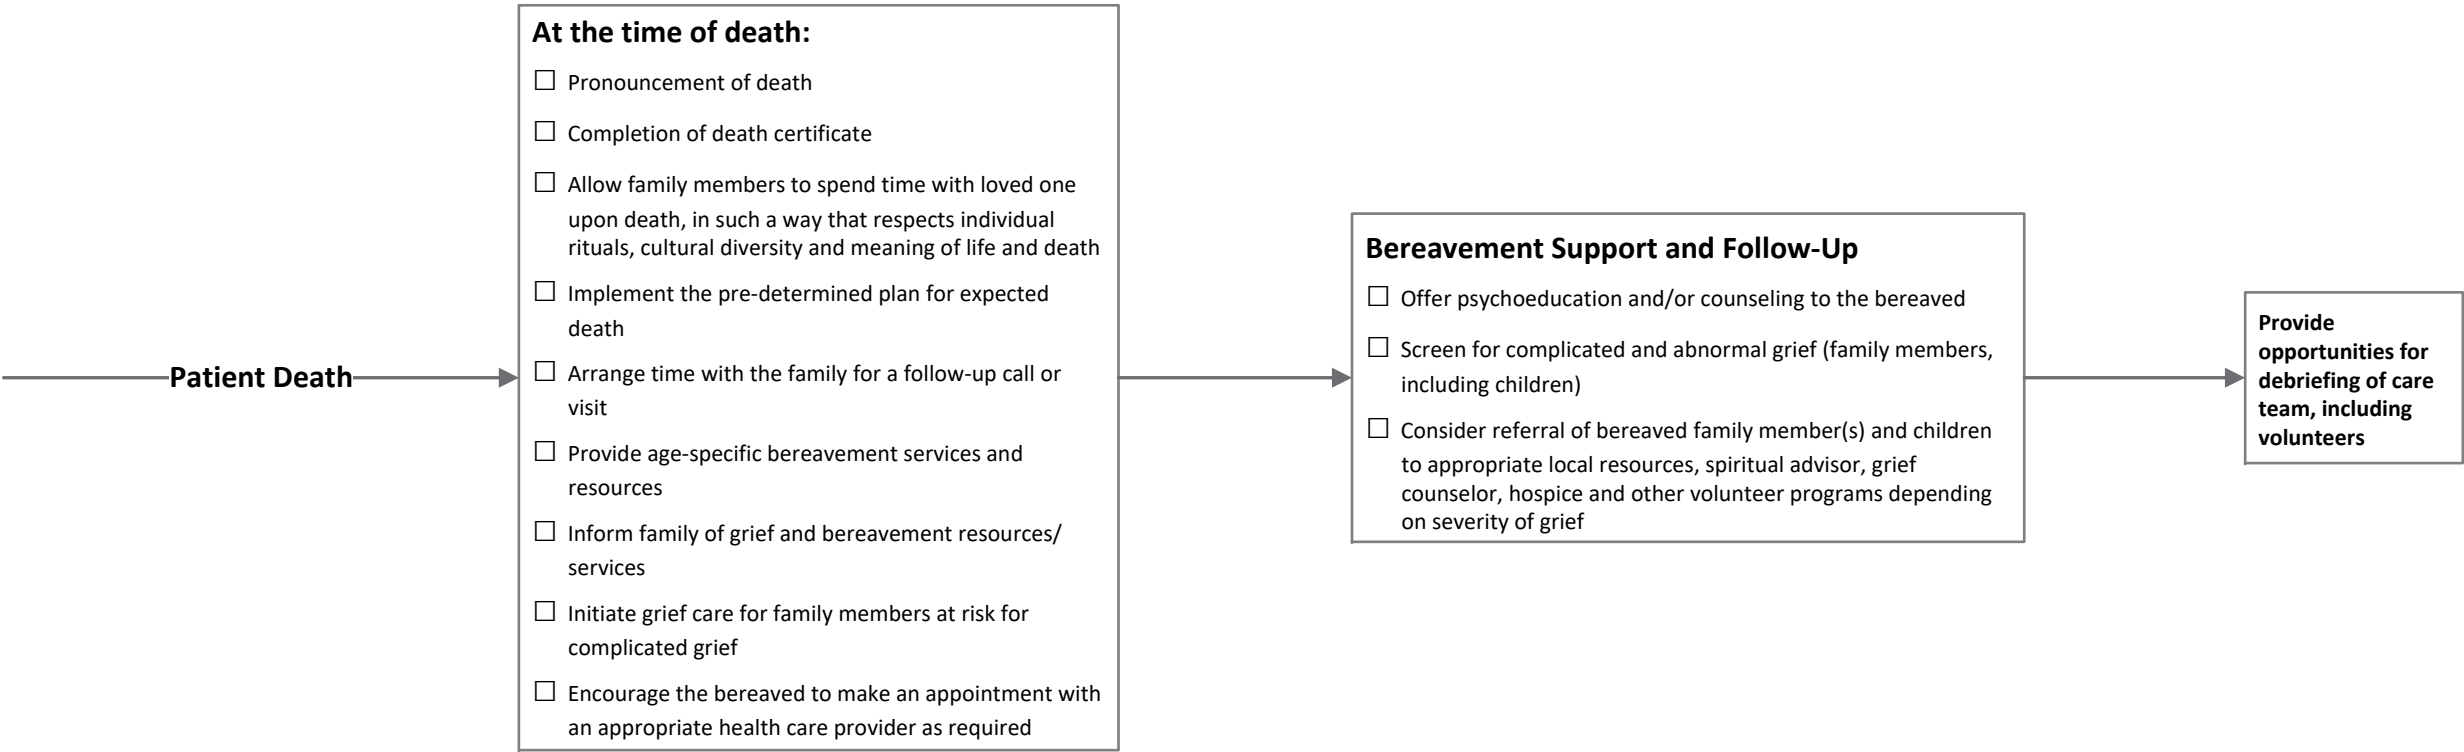 Patient Death
At the time of death:
☐ Pronouncement of death
☐ Completion of death certificate
☐ Allow family members to spend time with loved one
upon death, in such a way that respects individual
rituals, cultural diversity and meaning of life and death
☐ Implement the pre-determined plan for expected
death
☐ Arrange time with the family for a follow-up call or
visit
☐ Provide age-specific bereavement services and
resources
☐ Inform family of grief and bereavement resources/
services
☐ Initiate grief care for family members at risk for
complicated grief
☐ Encourage the bereaved to make an appointment with
an appropriate health care provider as required
Bereavement Support and Follow-Up
☐ Offer psychoeducation and/or counseling to the bereaved
☐ Screen for complicated and abnormal grief (family members,
including children)
☐ Consider referral of bereaved family member(s) and children
to appropriate local resources, spiritual advisor, grief
counselor, hospice and other volunteer programs depending
on severity of grief
Provide
opportunities for
debriefing of care
team, including
volunteers